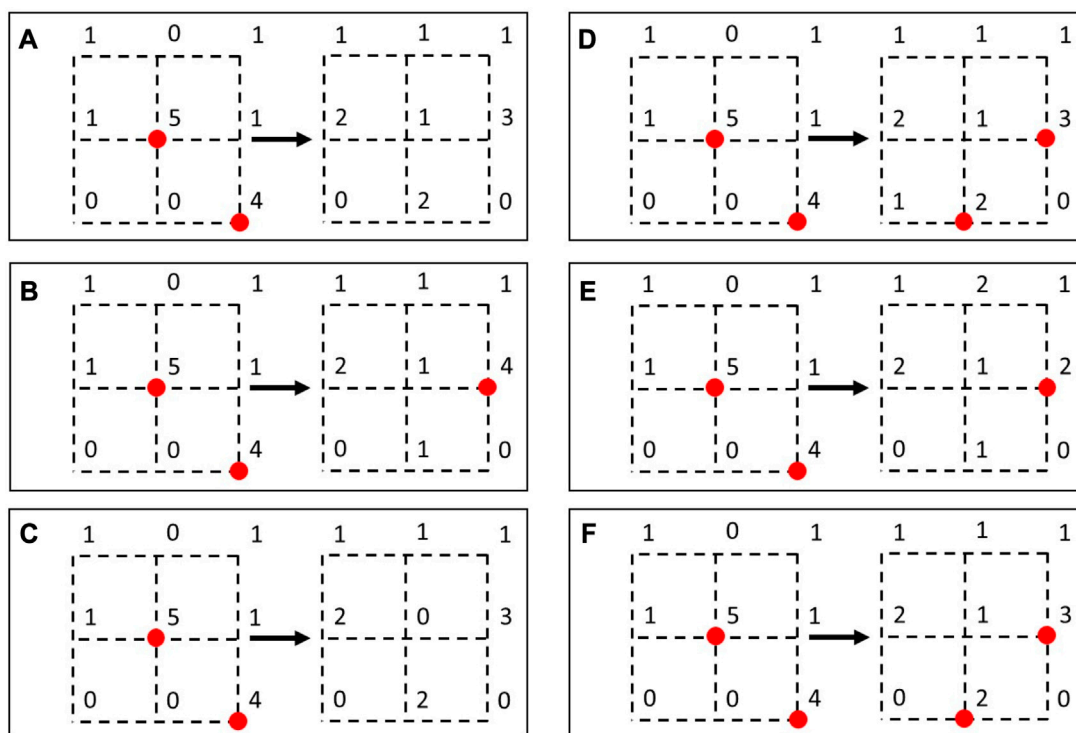 A
1 0 1 1 1 1
1 5 1 2 1 3
0 0 4 0 2 0
B
1 0 1 1 1 1
1 5 1 2 1 4
0 0 4 0 1 0
C
1 0 1 1 1 1
1 5 1 2 0 3
0 0 4 0 2 0
D
1 0 1 1 1 1
1 5 1 2 1 3
0 0 4 1 2 0
E
1 0 1 1 2 1
1 5 1 2 1 2
0 0 4 0 1 0
F
1 0 1 1 1 1
1 5 1 2 1 3
0 0 4 0 2 0